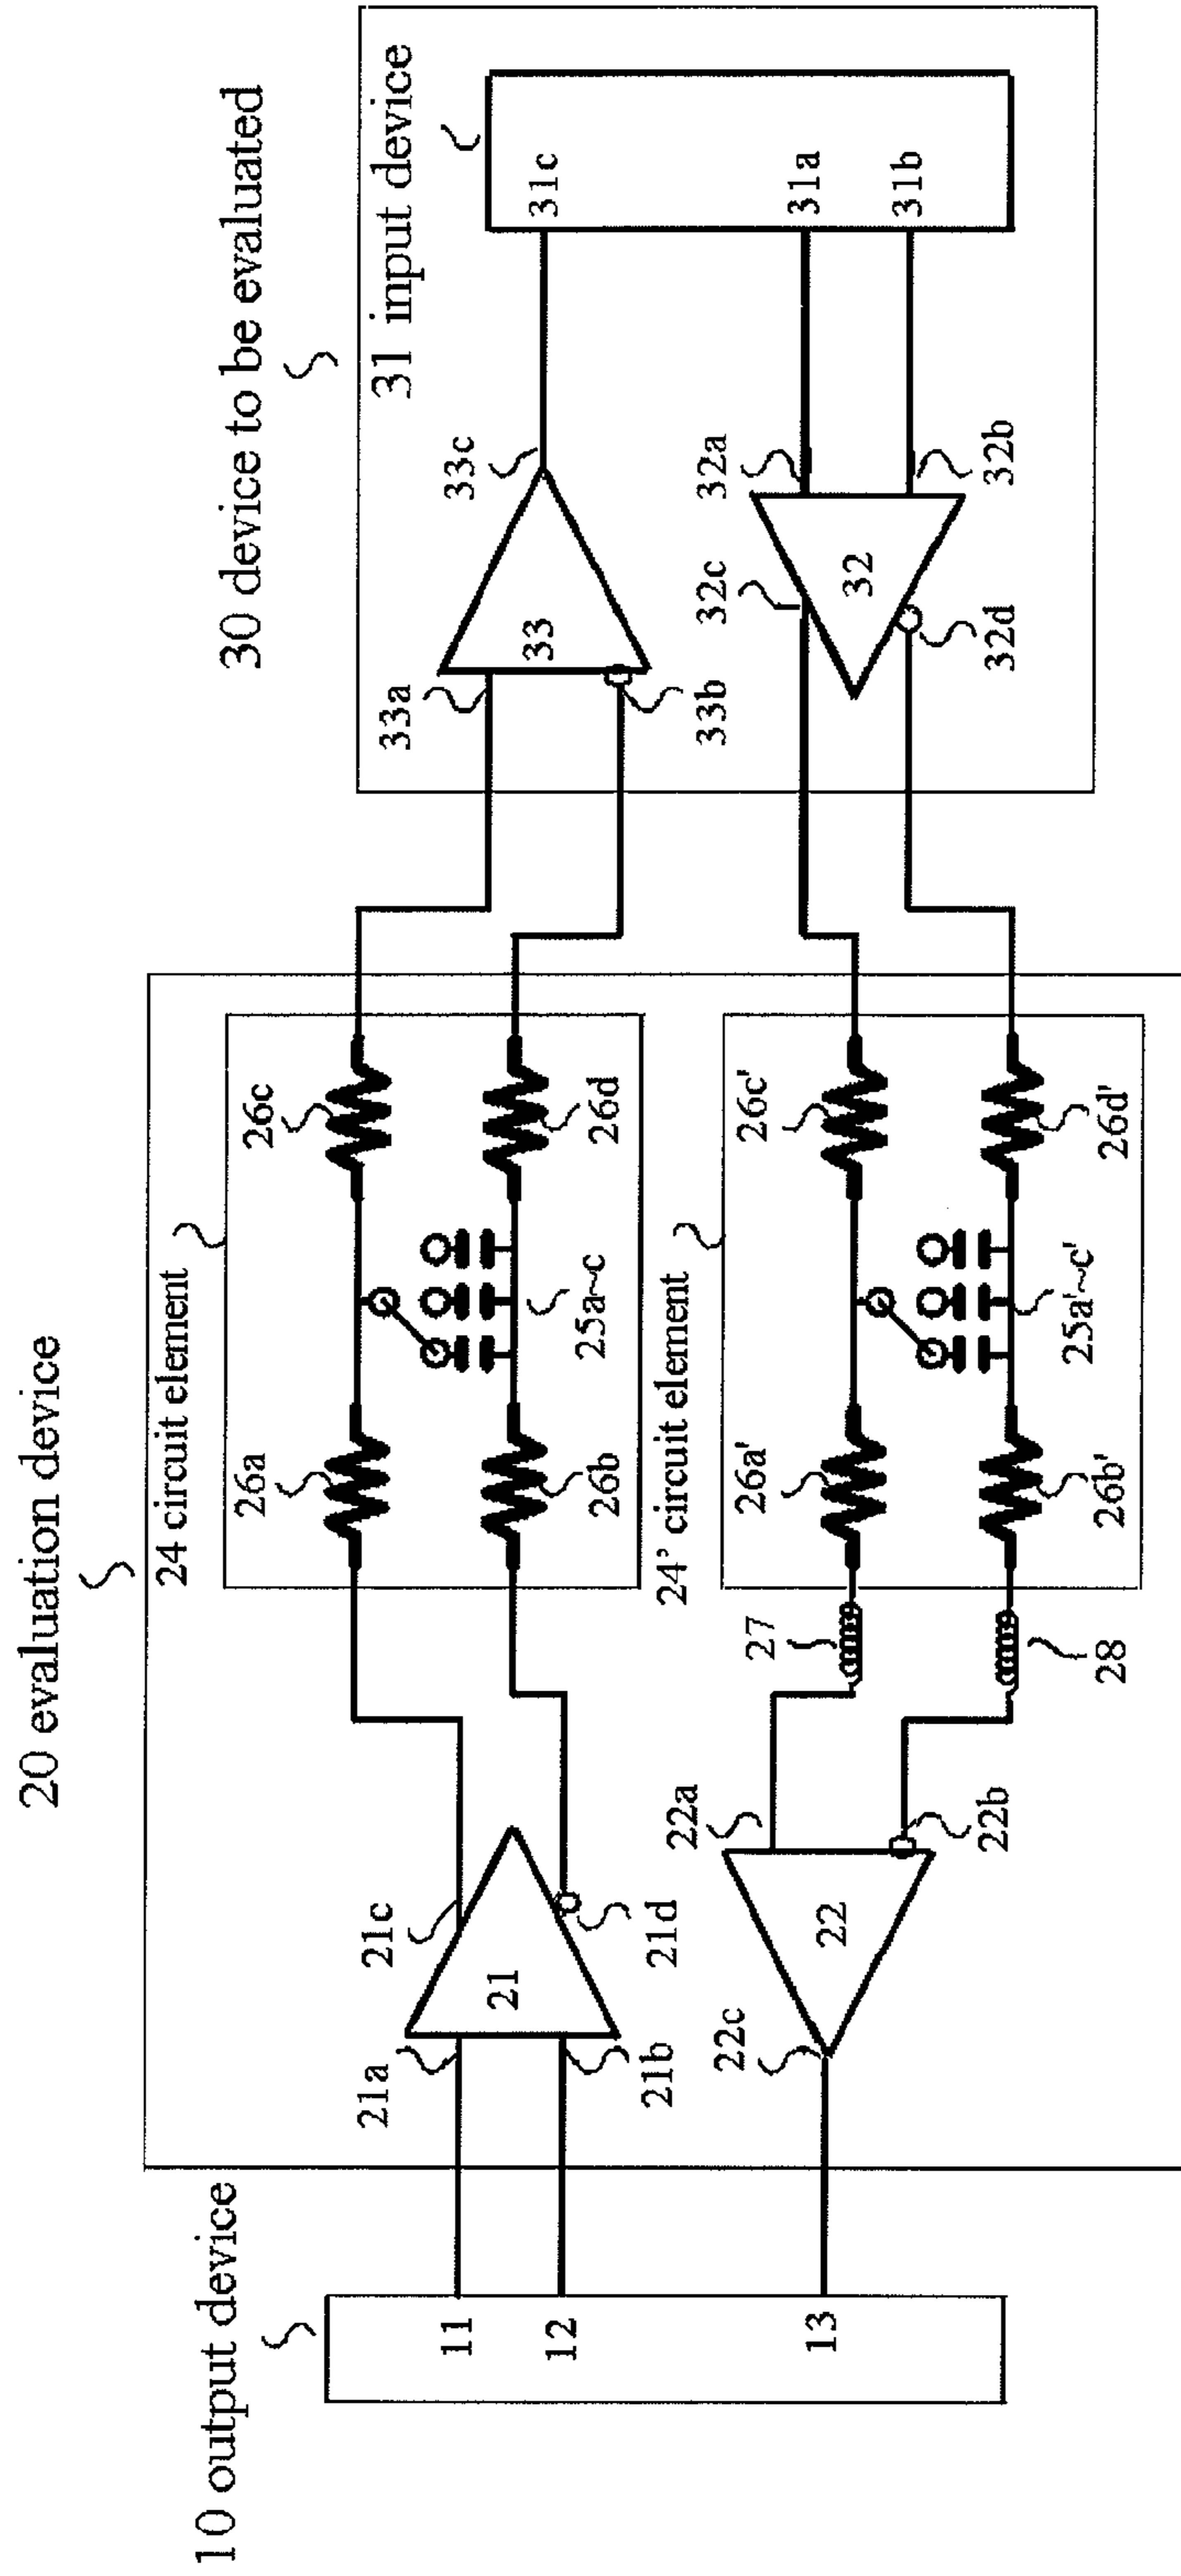 20 evaluation device
30 device to be evaluated
10 output device
24 circuit element
31 input device
26a
26c
33a
33c
31c
21a
21c
33
11
21
12
26b
25a~c
26d
33b
21b
21d
24’ circuit element
22c
22a
27
26a'
26c'
32c
32a
31a
13
22
32
22b
28
26b'
25a'~c'
26d'
32d
32b
31b